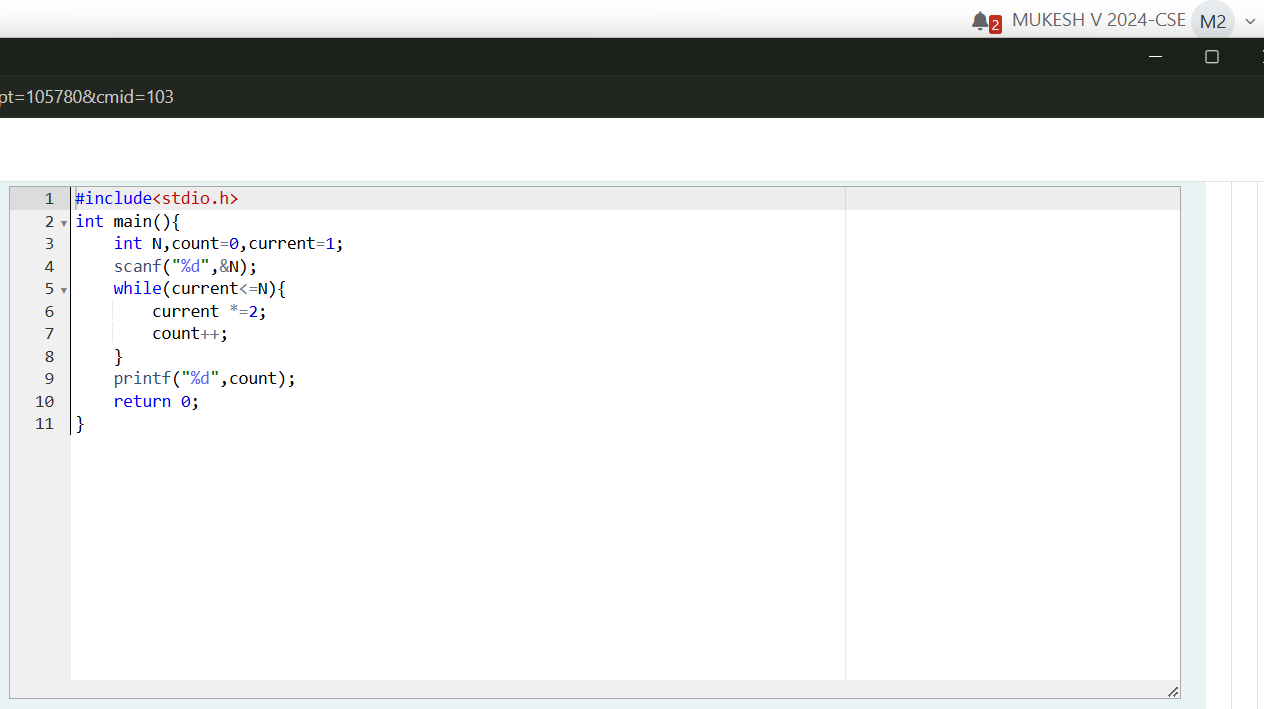 2 MUKESH V 2024-CSE M2
pt=105780&cmid=103
1 #include<stdio.h>
2 int main(){
3     int N,count=0,current=1;
4     scanf("%d",&N);
5     while(current<=N){
6         current *=2;
7         count++;
8     }
9     printf("%d",count);
10     return 0;
11 }